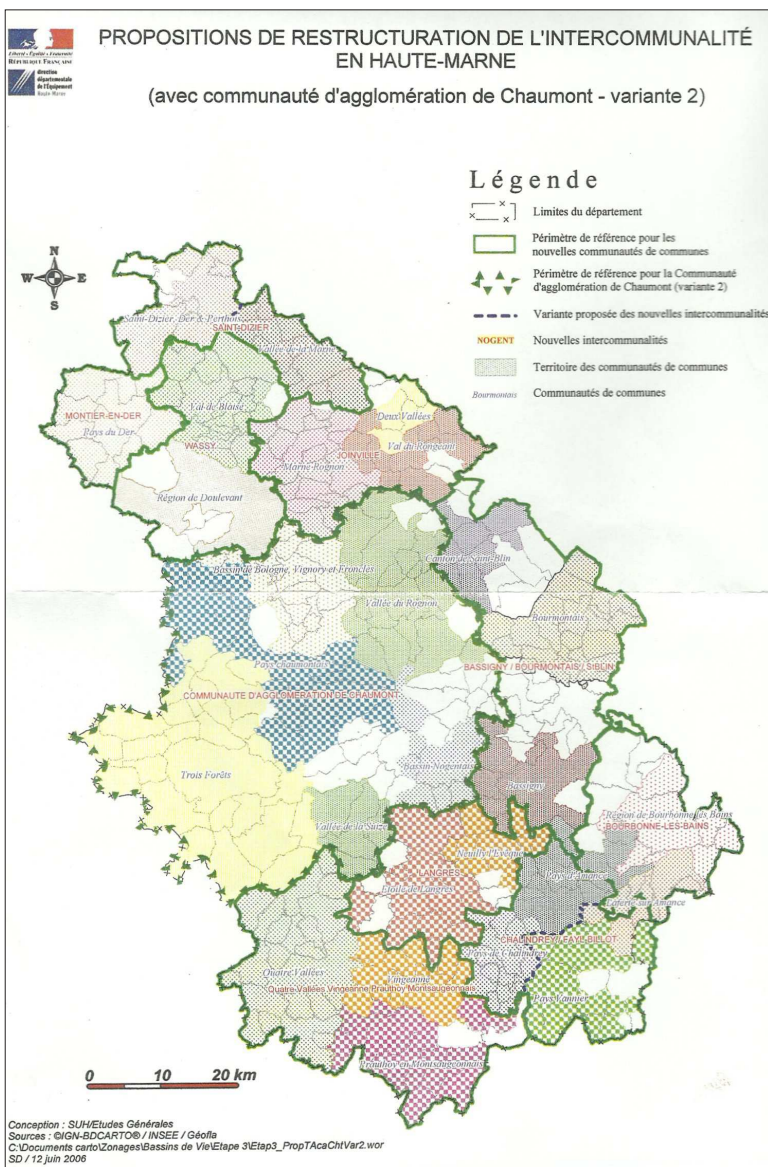 PROPOSITIONS DE RESTRUCTURATION DE L'INTERCOMMUNALITÉ
EN HAUTE-MARNE
(avec communauté d'agglomération de Chaumont - variante 2)
Liberté • Égalité • Fraternité
RÉPUBLIQUE FRANÇAISE
direction
départementale
de l'Équipement
Haute Marne
Légende
Limites du département
Périmètre de référence pour les
nouvelles communautés de communes
Périmètre de référence pour la Communauté
d'agglomération de Chaumont (variante 2)
Variante proposée des nouvelles intercommunalités
NOGENT Nouvelles intercommunalités
Territoire des communautés de communes
Bourmontais Communautés de communes
N
W E
S
Saint-Dizier, Der & Perthois
SAINT-DIZIER
Vallée de la Marne
MONTIER-EN-DER
Pays du Der
Val de Blaise
WASSY
Deux Vallées
Val du Rongeant
JOINVILLE
Marne Rognon
Région de Doulevant
Canton de Saint-Blin
Bassin de Bologne, Vignory et Froncles
Vallée du Rognon
Bourmontais
Pays chaumontais
BASSIGNY / BOURMONTAIS / SIBLIN
COMMUNAUTE D'AGGLOMERATION DE CHAUMONT
Trois Forêts
Bassin Nogentais
Bassigny
Vallée de la Suize
Région de Bourbonne les Bains
BOURBONNE-LES-BAINS
Neuilly l'Evêque
LANGRES
Etoile de Langres
Pays d'Amance
Laferté sur Amance
CHALINDREY / FAYL-BILLOT
Pays de Chalindrey
Quatre Vallées
Vingeanne
Quatre Vallées Vingeanne Prauthoy Montsaugeonnais
Pays Vannier
Prauthoy en Montsaugeonnais
0 10 20 km
Conception : SUH/Etudes Générales
Sources : ©IGN-BDCARTO® / INSEE / Géofla
C:\Documents carto\Zonages\Bassins de Vie\Etape 3\Etap3_PropTAcaChtVar2.wor
SD / 12 juin 2006